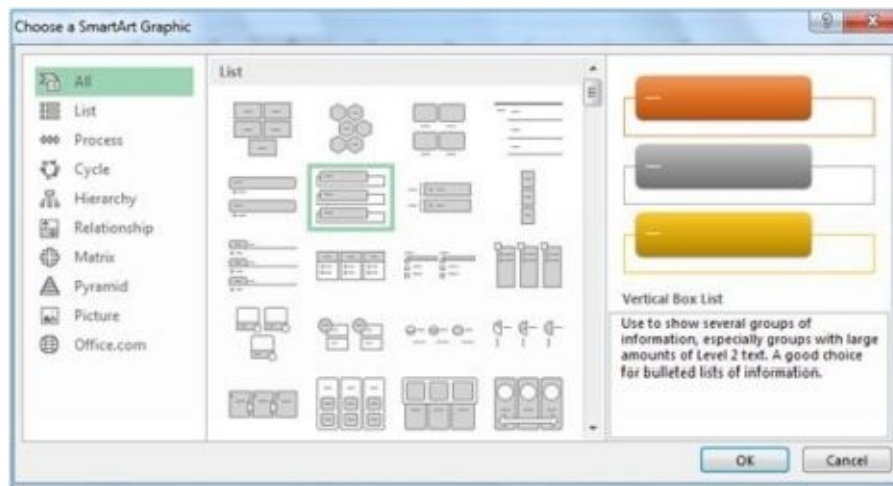 Choose a SmartArt Graphic
All
List
Process
Cycle
Hierarchy
Relationship
Matrix
Pyramid
Picture
Office.com
List
Vertical Box List
Use to show several groups of
information, especially groups with large
amounts of Level 2 text. A good choice
for bulleted lists of information.
OK
Cancel